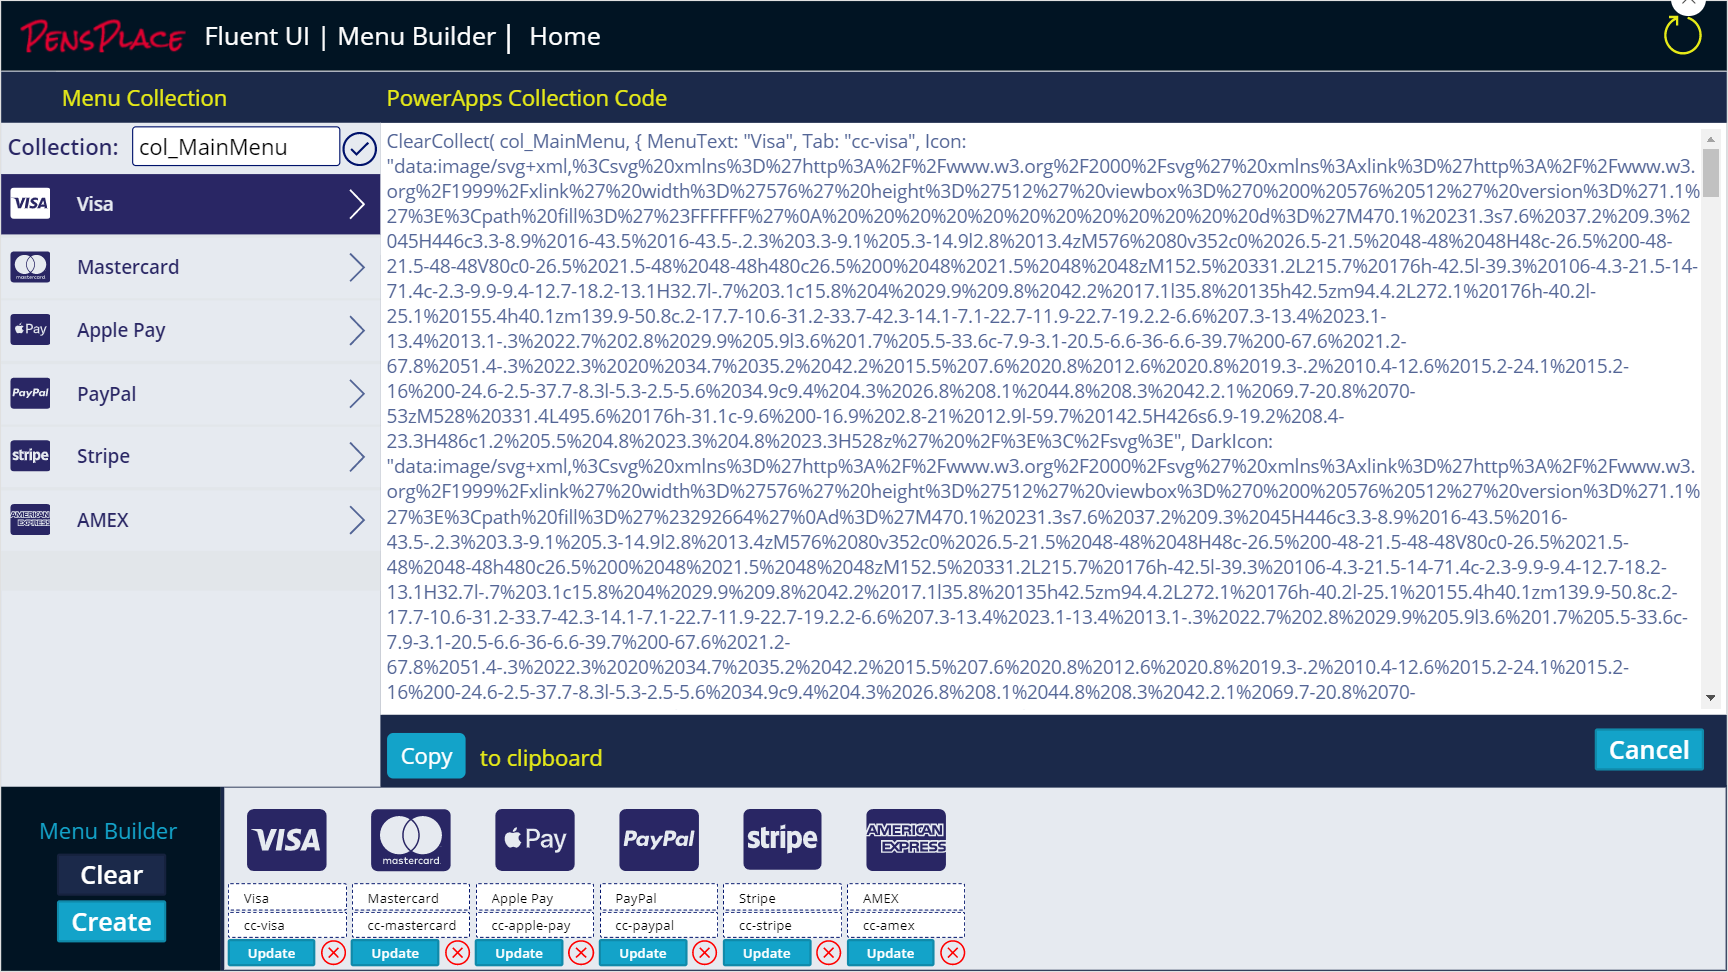 PensPlace Fluent UI | Menu Builder | Home
Menu Collection
PowerApps Collection Code
Collection: col_MainMenu
VISA Visa
mastercard Mastercard
Pay Apple Pay
PayPal PayPal
stripe Stripe
AMERICAN EXPRESS AMEX
ClearCollect( col_MainMenu, { MenuText: "Visa", Tab: "cc-visa", Icon:
"data:image/svg+xml,%3Csvg%20xmlns%3D%27http%3A%2F%2Fwww.w3.org%2F2000%2Fsvg%27%20xmlns%3Axlink%3D%27http%3A%2F%2Fwww.w3.
org%2F1999%2Fxlink%27%20width%3D%27576%27%20height%3D%27512%27%20viewbox%3D%270%200%20576%20512%27%20version%3D%271.1%
27%3E%3Cpath%20fill%3D%27%23FFFFFF%27%0A%20%20%20%20%20%20%20%20%20%20%20%20d%3D%27M470.1%20231.3s7.6%2037.2%209.3%2
045H446c3.3-8.9%2016-43.5%2016-43.5-.2.3%203.3-9.1%205.3-14.9l2.8%2013.4zM576%2080v352c0%2026.5-21.5%2048-48%2048H48c-26.5%200-48-
21.5-48-48V80c0-26.5%2021.5-48%2048-48h480c26.5%200%2048%2021.5%2048%2048zM152.5%20331.2L215.7%20176h-42.5l-39.3%20106-4.3-21.5-14-
71.4c-2.3-9.9-9.4-12.7-18.2-13.1H32.7l-.7%203.1c15.8%204%2029.9%209.8%2042.2%2017.1l35.8%20135h42.5zm94.4.2L272.1%20176h-40.2l-
25.1%20155.4h40.1zm139.9-50.8c.2-17.7-10.6-31.2-33.7-42.3-14.1-7.1-22.7-11.9-22.7-19.2.2-6.6%207.3-13.4%2023.1-
13.4%2013.1-.3%2022.7%202.8%2029.9%205.9l3.6%201.7%205.5-33.6c-7.9-3.1-20.5-6.6-36-6.6-39.7%200-67.6%2021.2-
67.8%2051.4-.3%2022.3%2020%2034.7%2035.2%2042.2%2015.5%207.6%2020.8%2012.6%2020.8%2019.3-.2%2010.4-12.6%2015.2-24.1%2015.2-
16%200-24.6-2.5-37.7-8.3l-5.3-2.5-5.6%2034.9c9.4%204.3%2026.8%208.1%2044.8%208.3%2042.2.1%2069.7-20.8%2070-
53zM528%20331.4L495.6%20176h-31.1c-9.6%200-16.9%202.8-21%2012.9l-59.7%20142.5H426s6.9-19.2%208.4-
23.3H486c1.2%205.5%204.8%2023.3%204.8%2023.3H528z%27%20%2F%3E%3C%2Fsvg%3E", DarkIcon:
"data:image/svg+xml,%3Csvg%20xmlns%3D%27http%3A%2F%2Fwww.w3.org%2F2000%2Fsvg%27%20xmlns%3Axlink%3D%27http%3A%2F%2Fwww.w3.
org%2F1999%2Fxlink%27%20width%3D%27576%27%20height%3D%27512%27%20viewbox%3D%270%200%20576%20512%27%20version%3D%271.1%
27%3E%3Cpath%20fill%3D%27%23292664%27%0Ad%3D%27M470.1%20231.3s7.6%2037.2%209.3%2045H446c3.3-8.9%2016-43.5%2016-
43.5-.2.3%203.3-9.1%205.3-14.9l2.8%2013.4zM576%2080v352c0%2026.5-21.5%2048-48%2048H48c-26.5%200-48-21.5-48-48V80c0-26.5%2021.5-
48%2048-48h480c26.5%200%2048%2021.5%2048%2048zM152.5%20331.2L215.7%20176h-42.5l-39.3%20106-4.3-21.5-14-71.4c-2.3-9.9-9.4-12.7-18.2-
13.1H32.7l-.7%203.1c15.8%204%2029.9%209.8%2042.2%2017.1l35.8%20135h42.5zm94.4.2L272.1%20176h-40.2l-25.1%20155.4h40.1zm139.9-50.8c.2-
17.7-10.6-31.2-33.7-42.3-14.1-7.1-22.7-11.9-22.7-19.2.2-6.6%207.3-13.4%2023.1-13.4%2013.1-.3%2022.7%202.8%2029.9%205.9l3.6%201.7%205.5-33.6c-
7.9-3.1-20.5-6.6-36-6.6-39.7%200-67.6%2021.2-
67.8%2051.4-.3%2022.3%2020%2034.7%2035.2%2042.2%2015.5%207.6%2020.8%2012.6%2020.8%2019.3-.2%2010.4-12.6%2015.2-24.1%2015.2-
16%200-24.6-2.5-37.7-8.3l-5.3-2.5-5.6%2034.9c9.4%204.3%2026.8%208.1%2044.8%208.3%2042.2.1%2069.7-20.8%2070-
Copy to clipboard
Cancel
Menu Builder
Clear
Create
VISA mastercard Pay PayPal stripe AMERICAN EXPRESS
Visa Mastercard Apple Pay PayPal Stripe AMEX
cc-visa cc-mastercard cc-apple-pay cc-paypal cc-stripe cc-amex
Update Update Update Update Update Update